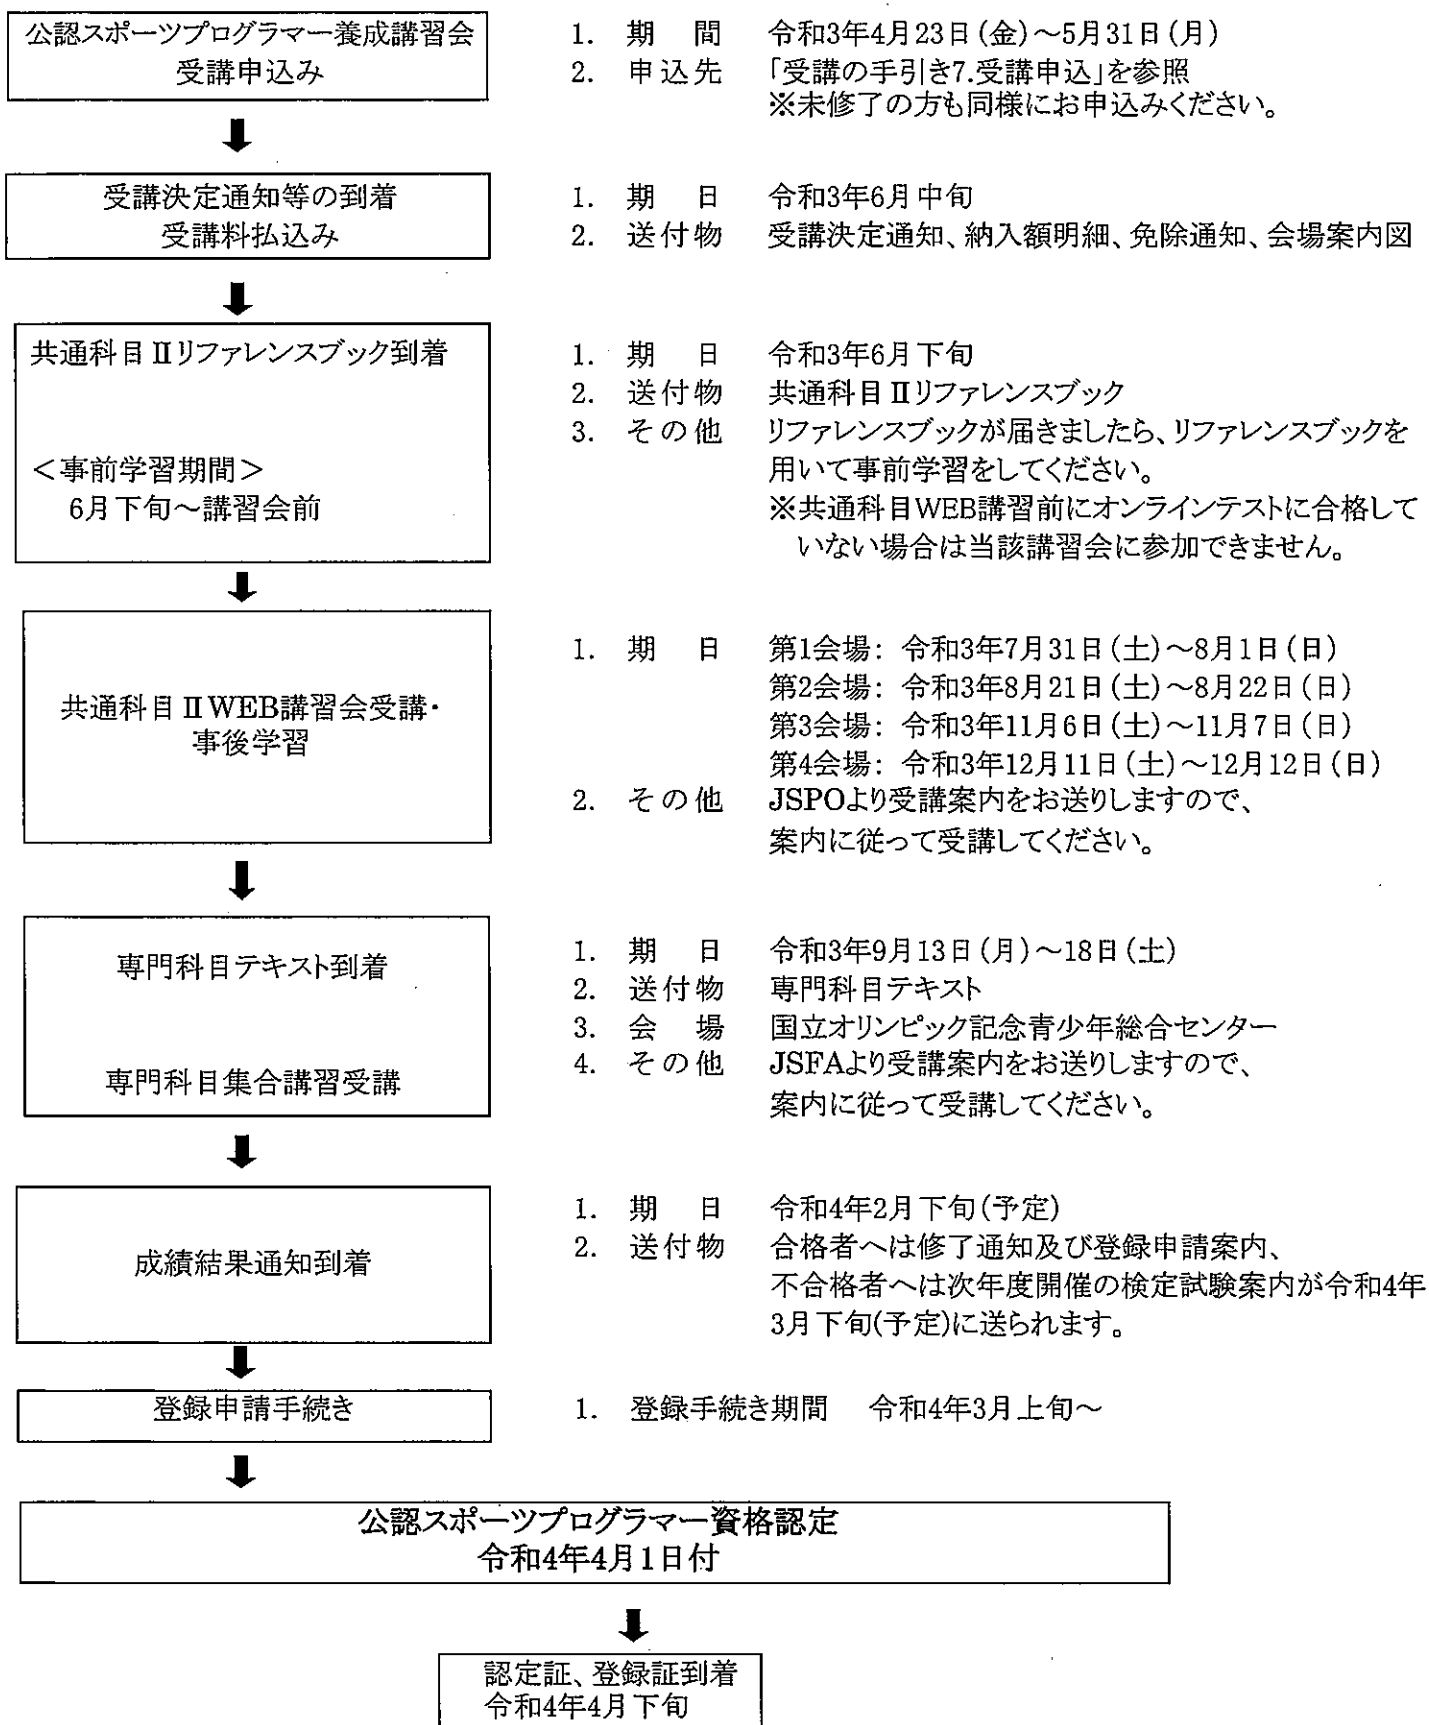 公認スポーツプログラマー養成講習会
受講申込み
1. 期 間 令和3年4月23日(金)～5月31日(月)
2. 申込先 「受講の手引き7.受講申込」を参照
※未修了の方も同様にお申込みください。
受講決定通知等の到着
受講料払込み
1. 期 日 令和3年6月中旬
2. 送付物 受講決定通知、納入額明細、免除通知、会場案内図
共通科目Ⅱリファレンスブック到着
<事前学習期間>
6月下旬～講習会前
1. 期 日 令和3年6月下旬
2. 送付物 共通科目Ⅱリファレンスブック
3. その他 リファレンスブックが届きましたら、リファレンスブックを
用いて事前学習をしてください。
※共通科目WEB講習前にオンラインテストに合格して
いない場合は当該講習会に参加できません。
共通科目ⅡWEB講習会受講・
事後学習
1. 期 日 第1会場: 令和3年7月31日(土)～8月1日(日)
第2会場: 令和3年8月21日(土)～8月22日(日)
第3会場: 令和3年11月6日(土)～11月7日(日)
第4会場: 令和3年12月11日(土)～12月12日(日)
2. その他 JSPOより受講案内をお送りしますので、
案内に従って受講してください。
専門科目テキスト到着
専門科目集合講習受講
1. 期 日 令和3年9月13日(月)～18日(土)
2. 送付物 専門科目テキスト
3. 会 場 国立オリンピック記念青少年総合センター
4. その他 JSFAより受講案内をお送りしますので、
案内に従って受講してください。
成績結果通知到着
1. 期 日 令和4年2月下旬(予定)
2. 送付物 合格者へは修了通知及び登録申請案内、
不合格者へは次年度開催の検定試験案内が令和4年
3月下旬(予定)に送られます。
登録申請手続き
1. 登録手続き期間 令和4年3月上旬～
公認スポーツプログラマー資格認定
令和4年4月1日付
認定証、登録証到着
令和4年4月下旬